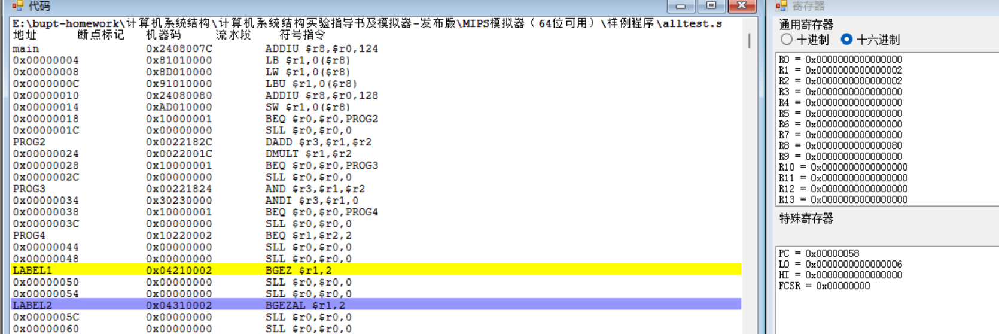 代码
E:\bupt-homework\计算机系统结构\计算机系统结构实验指导书及模拟器-发布版\MIPS模拟器（64位可用）\样例程序\alltest.s
地址 断点标记 机器码 流水段 符号指令
main 0x2408007C ADDIU $r8,$r0,124
0x00000004 0x81010000 LB $r1,0($r8)
0x00000008 0x8D010000 LW $r1,0($r8)
0x0000000C 0x91010000 LBU $r1,0($r8)
0x00000010 0x24080080 ADDIU $r8,$r0,128
0x00000014 0xAD010000 SW $r1,0($r8)
0x00000018 0x10000001 BEQ $r0,$r0,PROG2
0x0000001C 0x00000000 SLL $r0,$r0,0
PROG2 0x0022182C DADD $r3,$r1,$r2
0x00000024 0x0022001C DMULT $r1,$r2
0x00000028 0x10000001 BEQ $r0,$r0,PROG3
0x0000002C 0x00000000 SLL $r0,$r0,0
PROG3 0x00221824 AND $r3,$r1,$r2
0x00000034 0x30230000 ANDI $r3,$r1,0
0x00000038 0x10000001 BEQ $r0,$r0,PROG4
0x0000003C 0x00000000 SLL $r0,$r0,0
PROG4 0x10220002 BEQ $r1,$r2,2
0x00000044 0x00000000 SLL $r0,$r0,0
0x00000048 0x00000000 SLL $r0,$r0,0
LABEL1 0x04210002 BGEZ $r1,2
0x00000050 0x00000000 SLL $r0,$r0,0
0x00000054 0x00000000 SLL $r0,$r0,0
LABEL2 0x04310002 BGEZAL $r1,2
0x0000005C 0x00000000 SLL $r0,$r0,0
0x00000060 0x00000000 SLL $r0,$r0,0
寄存器
通用寄存器
十进制 十六进制
R0 = 0x0000000000000000
R1 = 0x0000000000000002
R2 = 0x0000000000000002
R3 = 0x0000000000000000
R4 = 0x0000000000000000
R5 = 0x0000000000000000
R6 = 0x0000000000000000
R7 = 0x0000000000000000
R8 = 0x0000000000000080
R9 = 0x0000000000000000
R10 = 0x0000000000000000
R11 = 0x0000000000000000
R12 = 0x0000000000000000
R13 = 0x0000000000000000
特殊寄存器
PC = 0x00000058
LO = 0x0000000000000006
HI = 0x0000000000000000
FCSR = 0x00000000